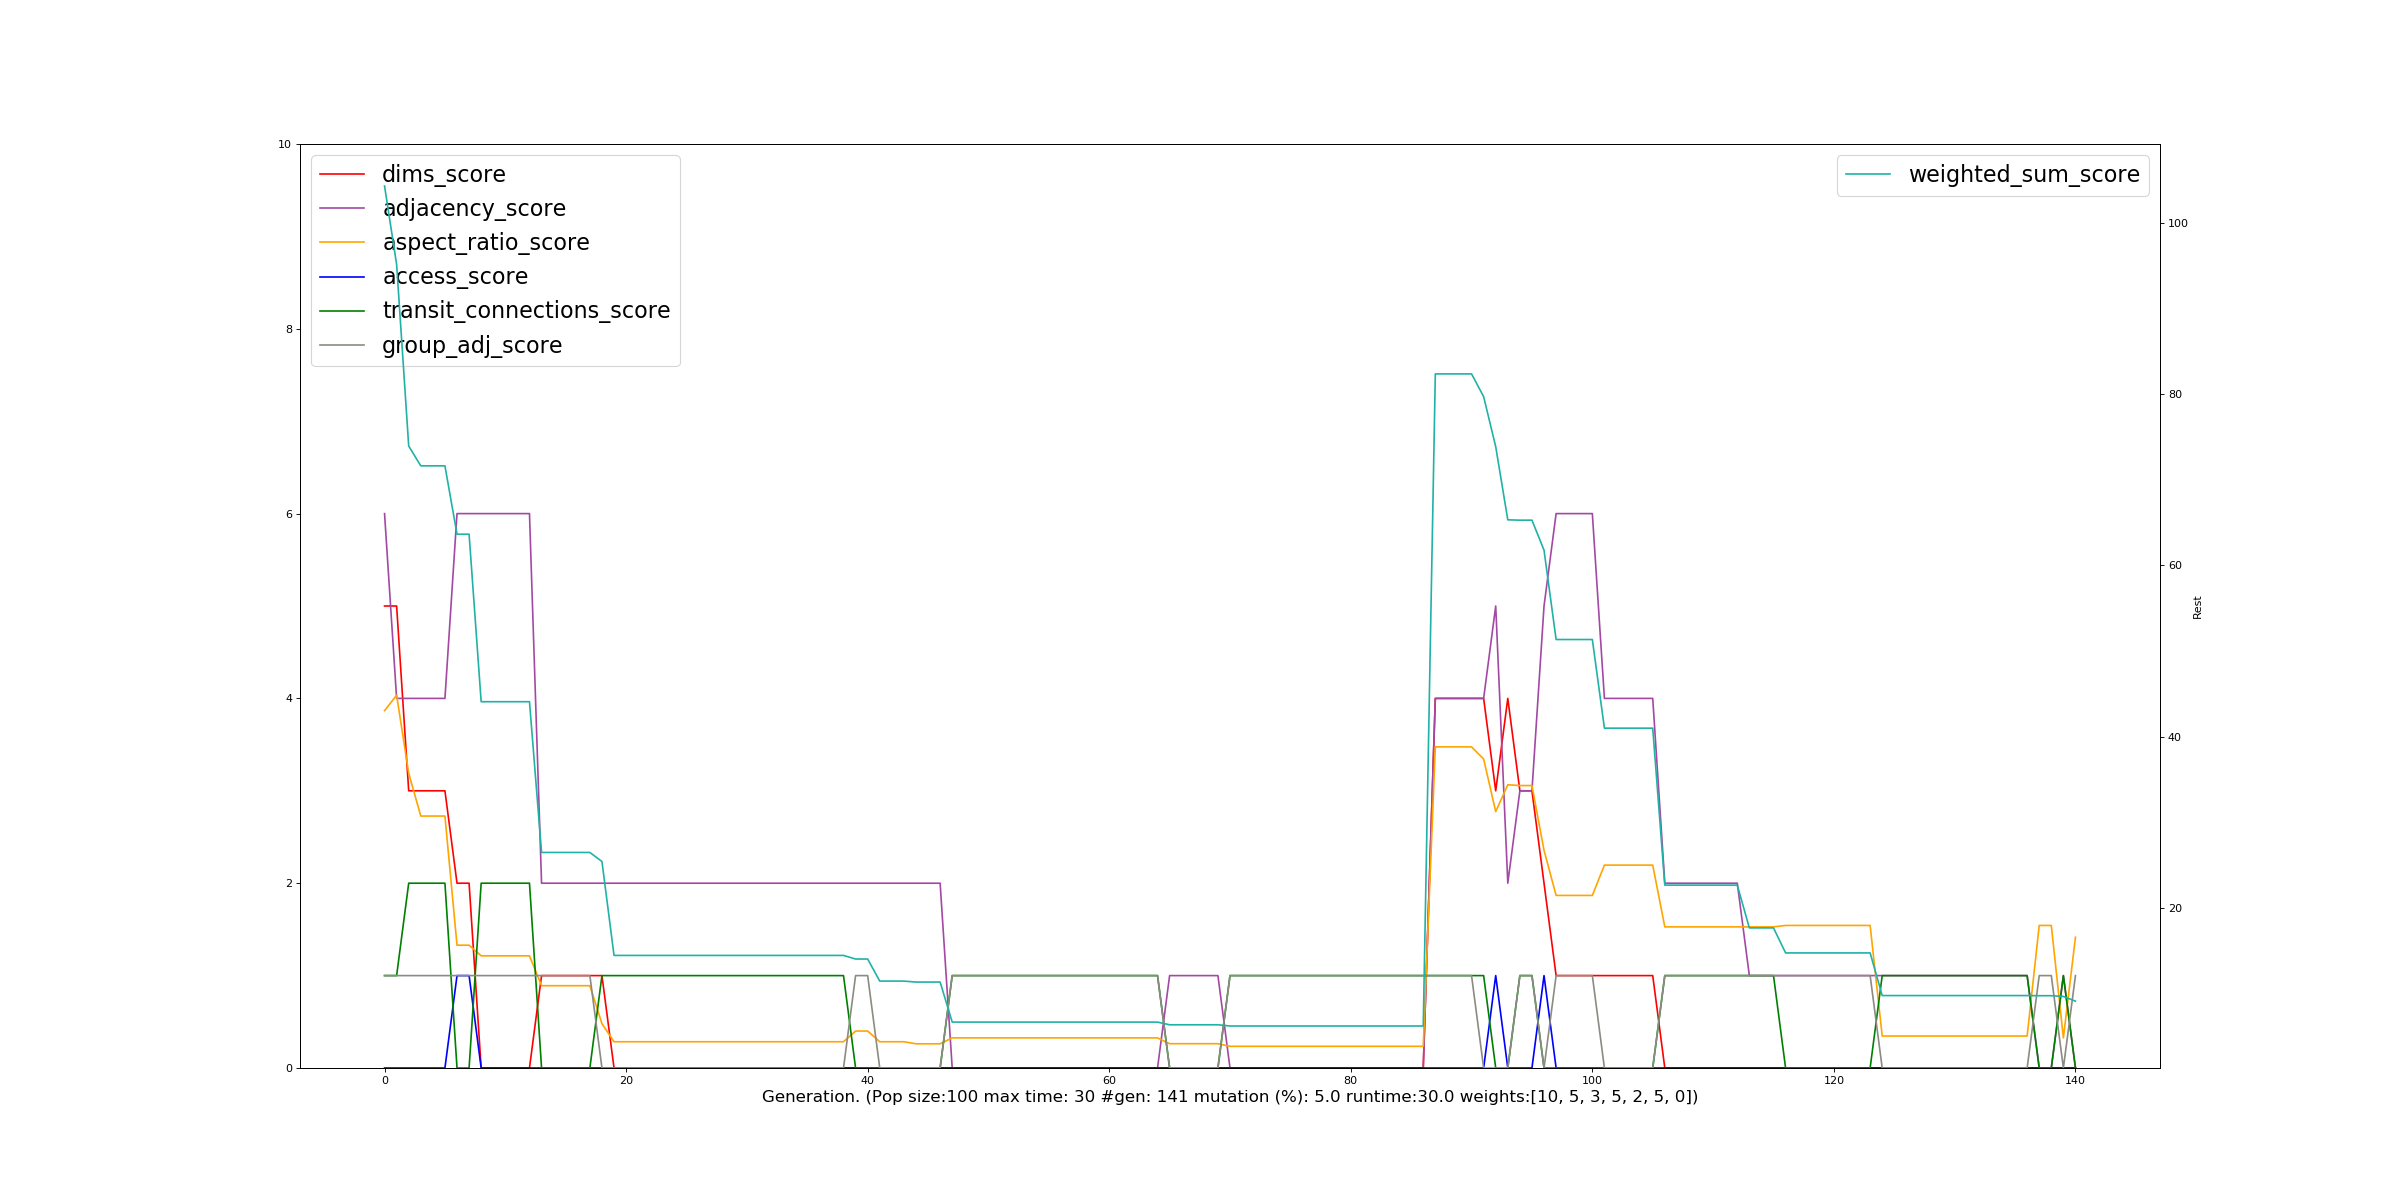 10
8
6
4
2
0
dims_score
adjacency_score
aspect_ratio_score
access_score
transit_connections_score
group_adj_score
weighted_sum_score
100
80
60
40
20
Rest
0 20 40 60 80 100 120 140
Generation. (Pop size:100 max time: 30 #gen: 141 mutation (%): 5.0 runtime:30.0 weights:[10, 5, 3, 5, 2, 5, 0])